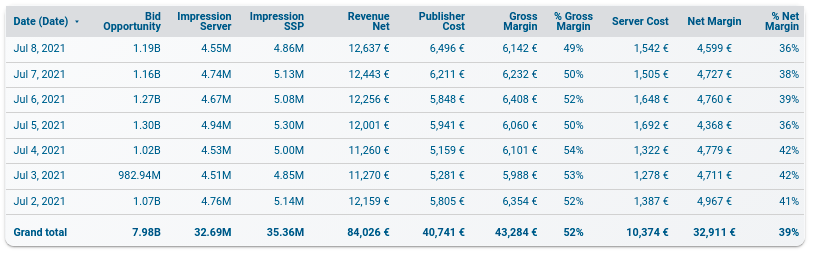 Date (Date) Bid Opportunity Impression Server Impression SSP Revenue Net Publisher Cost Gross Margin % Gross Margin Server Cost Net Margin % Net Margin
Jul 8, 2021 1.19B 4.55M 4.86M 12,637 € 6,496 € 6,142 € 49% 1,542 € 4,599 € 36%
Jul 7, 2021 1.16B 4.74M 5.13M 12,443 € 6,211 € 6,232 € 50% 1,505 € 4,727 € 38%
Jul 6, 2021 1.27B 4.67M 5.08M 12,256 € 5,848 € 6,408 € 52% 1,648 € 4,760 € 39%
Jul 5, 2021 1.30B 4.94M 5.30M 12,001 € 5,941 € 6,060 € 50% 1,692 € 4,368 € 36%
Jul 4, 2021 1.02B 4.53M 5.00M 11,260 € 5,159 € 6,101 € 54% 1,322 € 4,779 € 42%
Jul 3, 2021 982.94M 4.51M 4.85M 11,270 € 5,281 € 5,988 € 53% 1,278 € 4,711 € 42%
Jul 2, 2021 1.07B 4.76M 5.14M 12,159 € 5,805 € 6,354 € 52% 1,387 € 4,967 € 41%
Grand total 7.98B 32.69M 35.36M 84,026 € 40,741 € 43,284 € 52% 10,374 € 32,911 € 39%